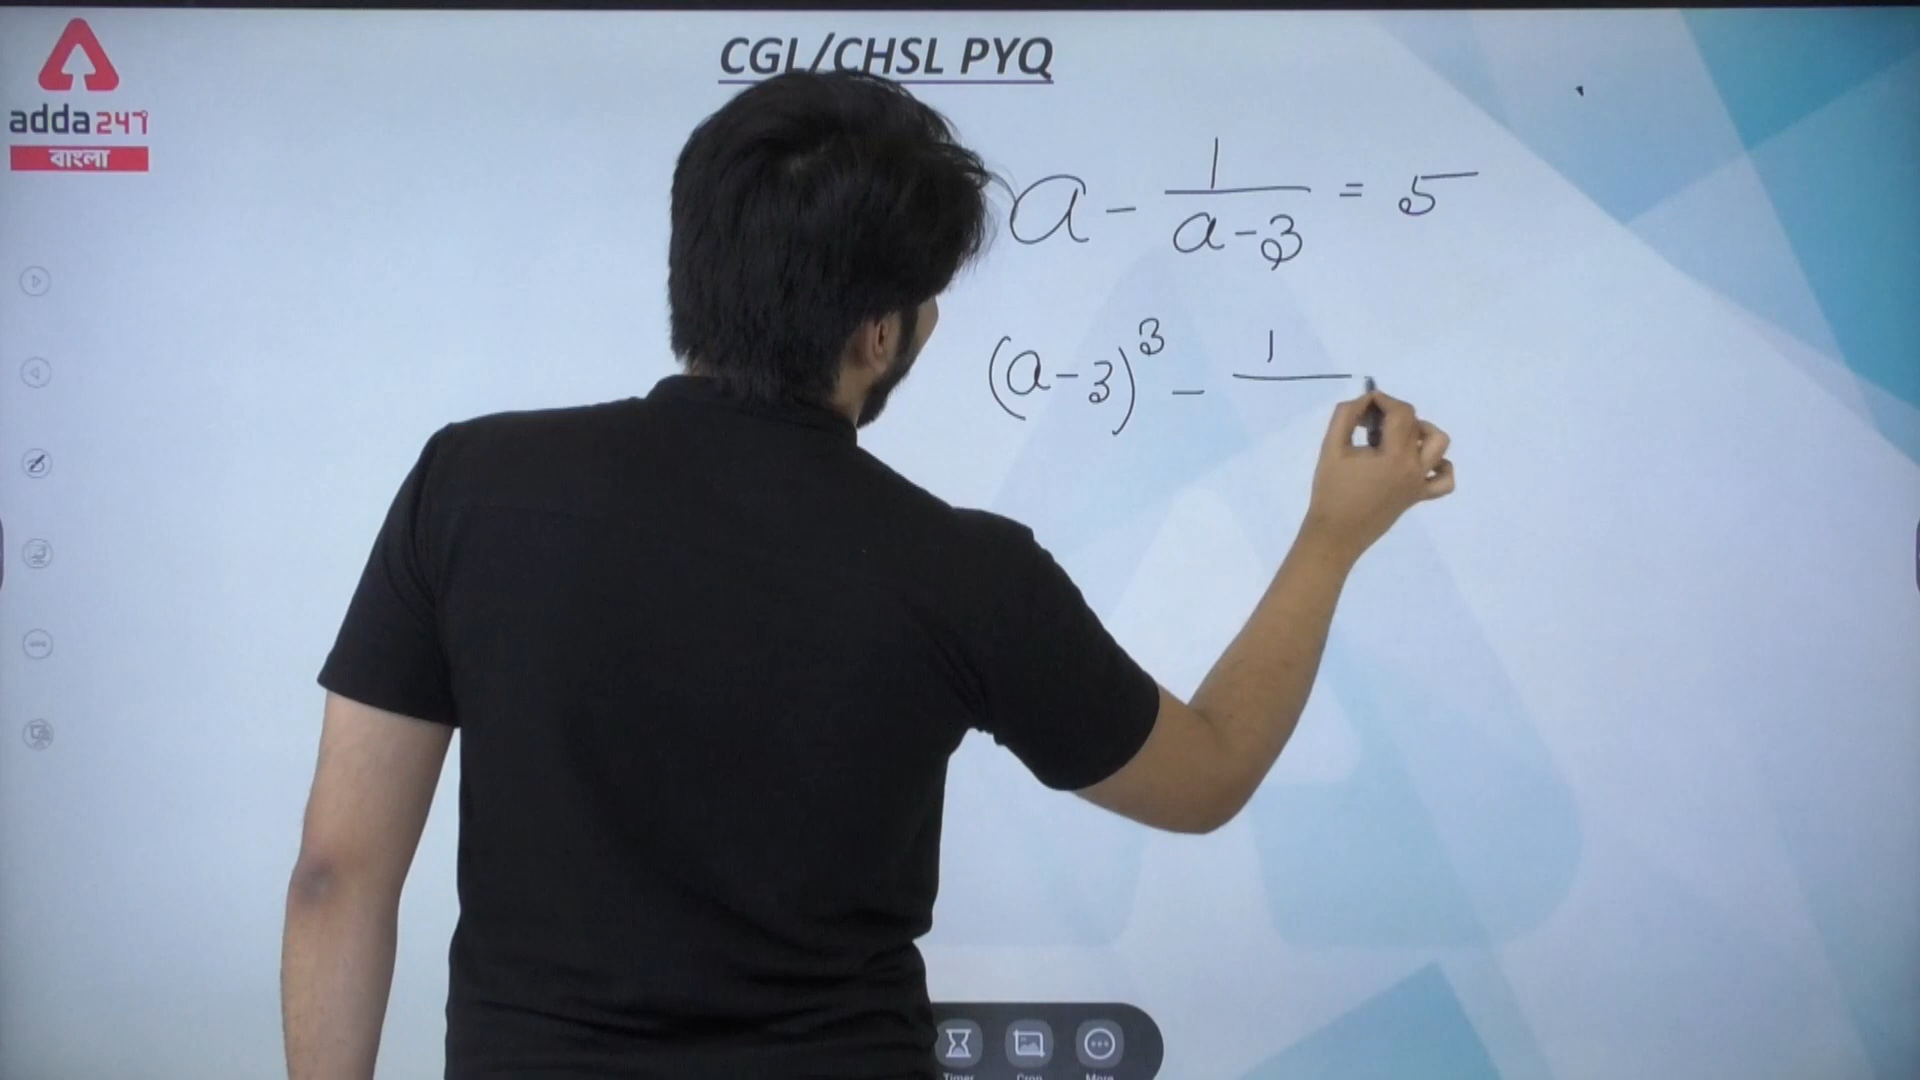 CGL/CHSL PYQ
adda247
বাংলা
a - 1/(a-3) = 5
(a-3)³ - 1/
Timer
Crop
More